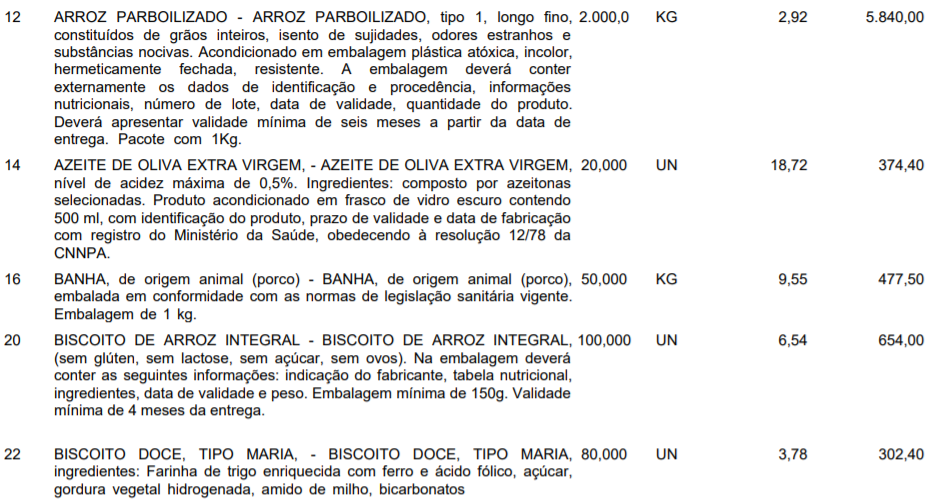 12 ARROZ PARBOILIZADO - ARROZ PARBOILIZADO, tipo 1, longo fino, 2.000,0 KG 2,92 5.840,00
constituídos de grãos inteiros, isento de sujidades, odores estranhos e
substâncias nocivas. Acondicionado em embalagem plástica atóxica, incolor,
hermeticamente fechada, resistente. A embalagem deverá conter
externamente os dados de identificação e procedência, informações
nutricionais, número de lote, data de validade, quantidade do produto.
Deverá apresentar validade mínima de seis meses a partir da data de
entrega. Pacote com 1Kg.
14 AZEITE DE OLIVA EXTRA VIRGEM, - AZEITE DE OLIVA EXTRA VIRGEM, 20,000 UN 18,72 374,40
nível de acidez máxima de 0,5%. Ingredientes: composto por azeitonas
selecionadas. Produto acondicionado em frasco de vidro escuro contendo
500 ml, com identificação do produto, prazo de validade e data de fabricação
com registro do Ministério da Saúde, obedecendo à resolução 12/78 da
CNNPA.
16 BANHA, de origem animal (porco) - BANHA, de origem animal (porco), 50,000 KG 9,55 477,50
embalada em conformidade com as normas de legislação sanitária vigente.
Embalagem de 1 kg.
20 BISCOITO DE ARROZ INTEGRAL - BISCOITO DE ARROZ INTEGRAL, 100,000 UN 6,54 654,00
(sem glúten, sem lactose, sem açúcar, sem ovos). Na embalagem deverá
conter as seguintes informações: indicação do fabricante, tabela nutricional,
ingredientes, data de validade e peso. Embalagem mínima de 150g. Validade
mínima de 4 meses da entrega.
22 BISCOITO DOCE, TIPO MARIA, - BISCOITO DOCE, TIPO MARIA, 80,000 UN 3,78 302,40
ingredientes: Farinha de trigo enriquecida com ferro e ácido fólico, açúcar,
gordura vegetal hidrogenada, amido de milho, bicarbonatos